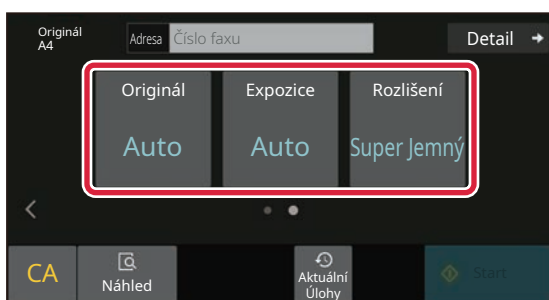 Originál
A4
Adresa
Číslo faxu
Detail
Originál
Expozice
Rozlišení
Auto
Auto
Super Jemný
CA
Náhled
Aktuální
Úlohy
Start